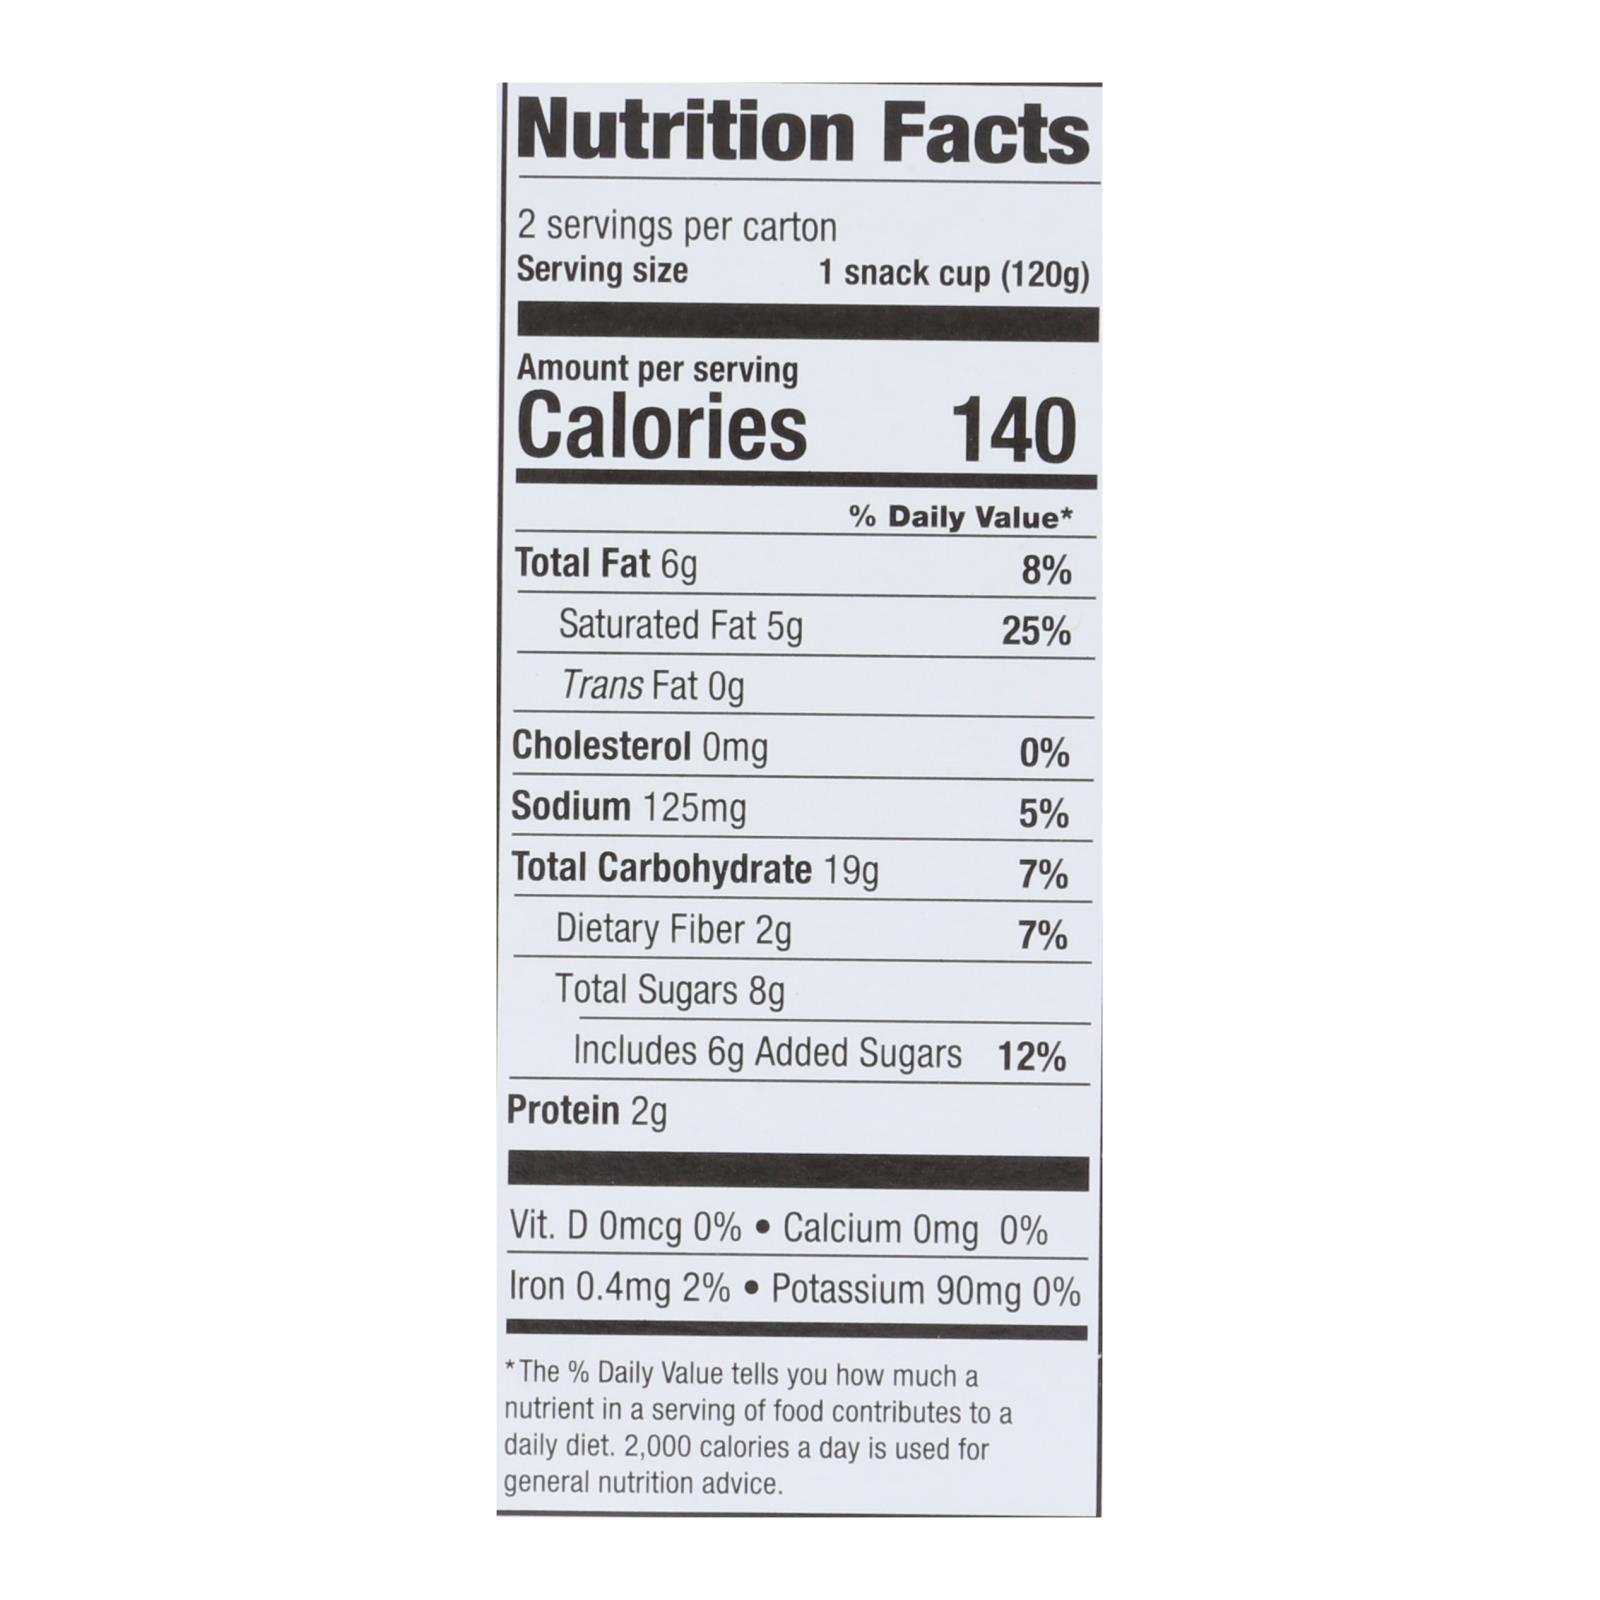 Nutrition Facts
2 servings per carton
Serving size 1 snack cup (120g)
Amount per serving
Calories 140
% Daily Value*
Total Fat 6g 8%
Saturated Fat 5g 25%
Trans Fat 0g
Cholesterol 0mg 0%
Sodium 125mg 5%
Total Carbohydrate 19g 7%
Dietary Fiber 2g 7%
Total Sugars 8g
Includes 6g Added Sugars 12%
Protein 2g
Vit. D 0mcg 0% • Calcium 0mg 0%
Iron 0.4mg 2% • Potassium 90mg 0%
*The % Daily Value tells you how much a
nutrient in a serving of food contributes to a
daily diet. 2,000 calories a day is used for
general nutrition advice.